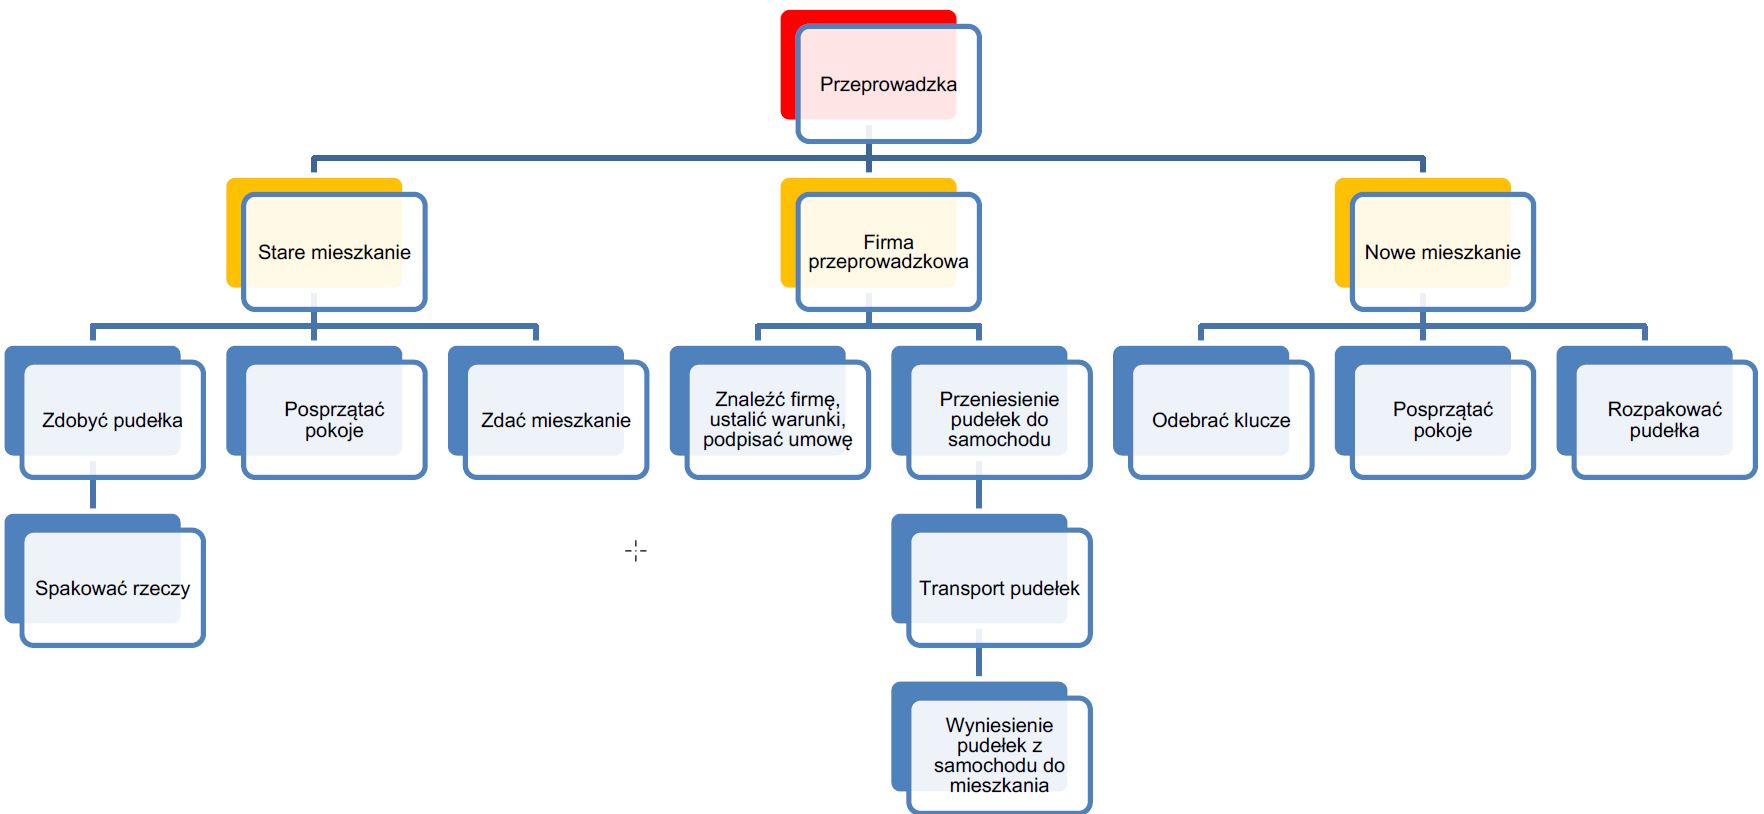 Przeprowadzka
Stare mieszkanie
Firma
przeprowadzkowa
Nowe mieszkanie
Zdobyć pudełka
Posprzątać
pokoje
Zdać mieszkanie
Znaleźć firmę,
ustalić warunki,
podpisać umowę
Przeniesienie
pudełek do
samochodu
Odebrać klucze
Posprzątać
pokoje
Rozpakować
pudełka
Spakować rzeczy
Transport pudełek
Wyniesienie
pudełek z
samochodu do
mieszkania